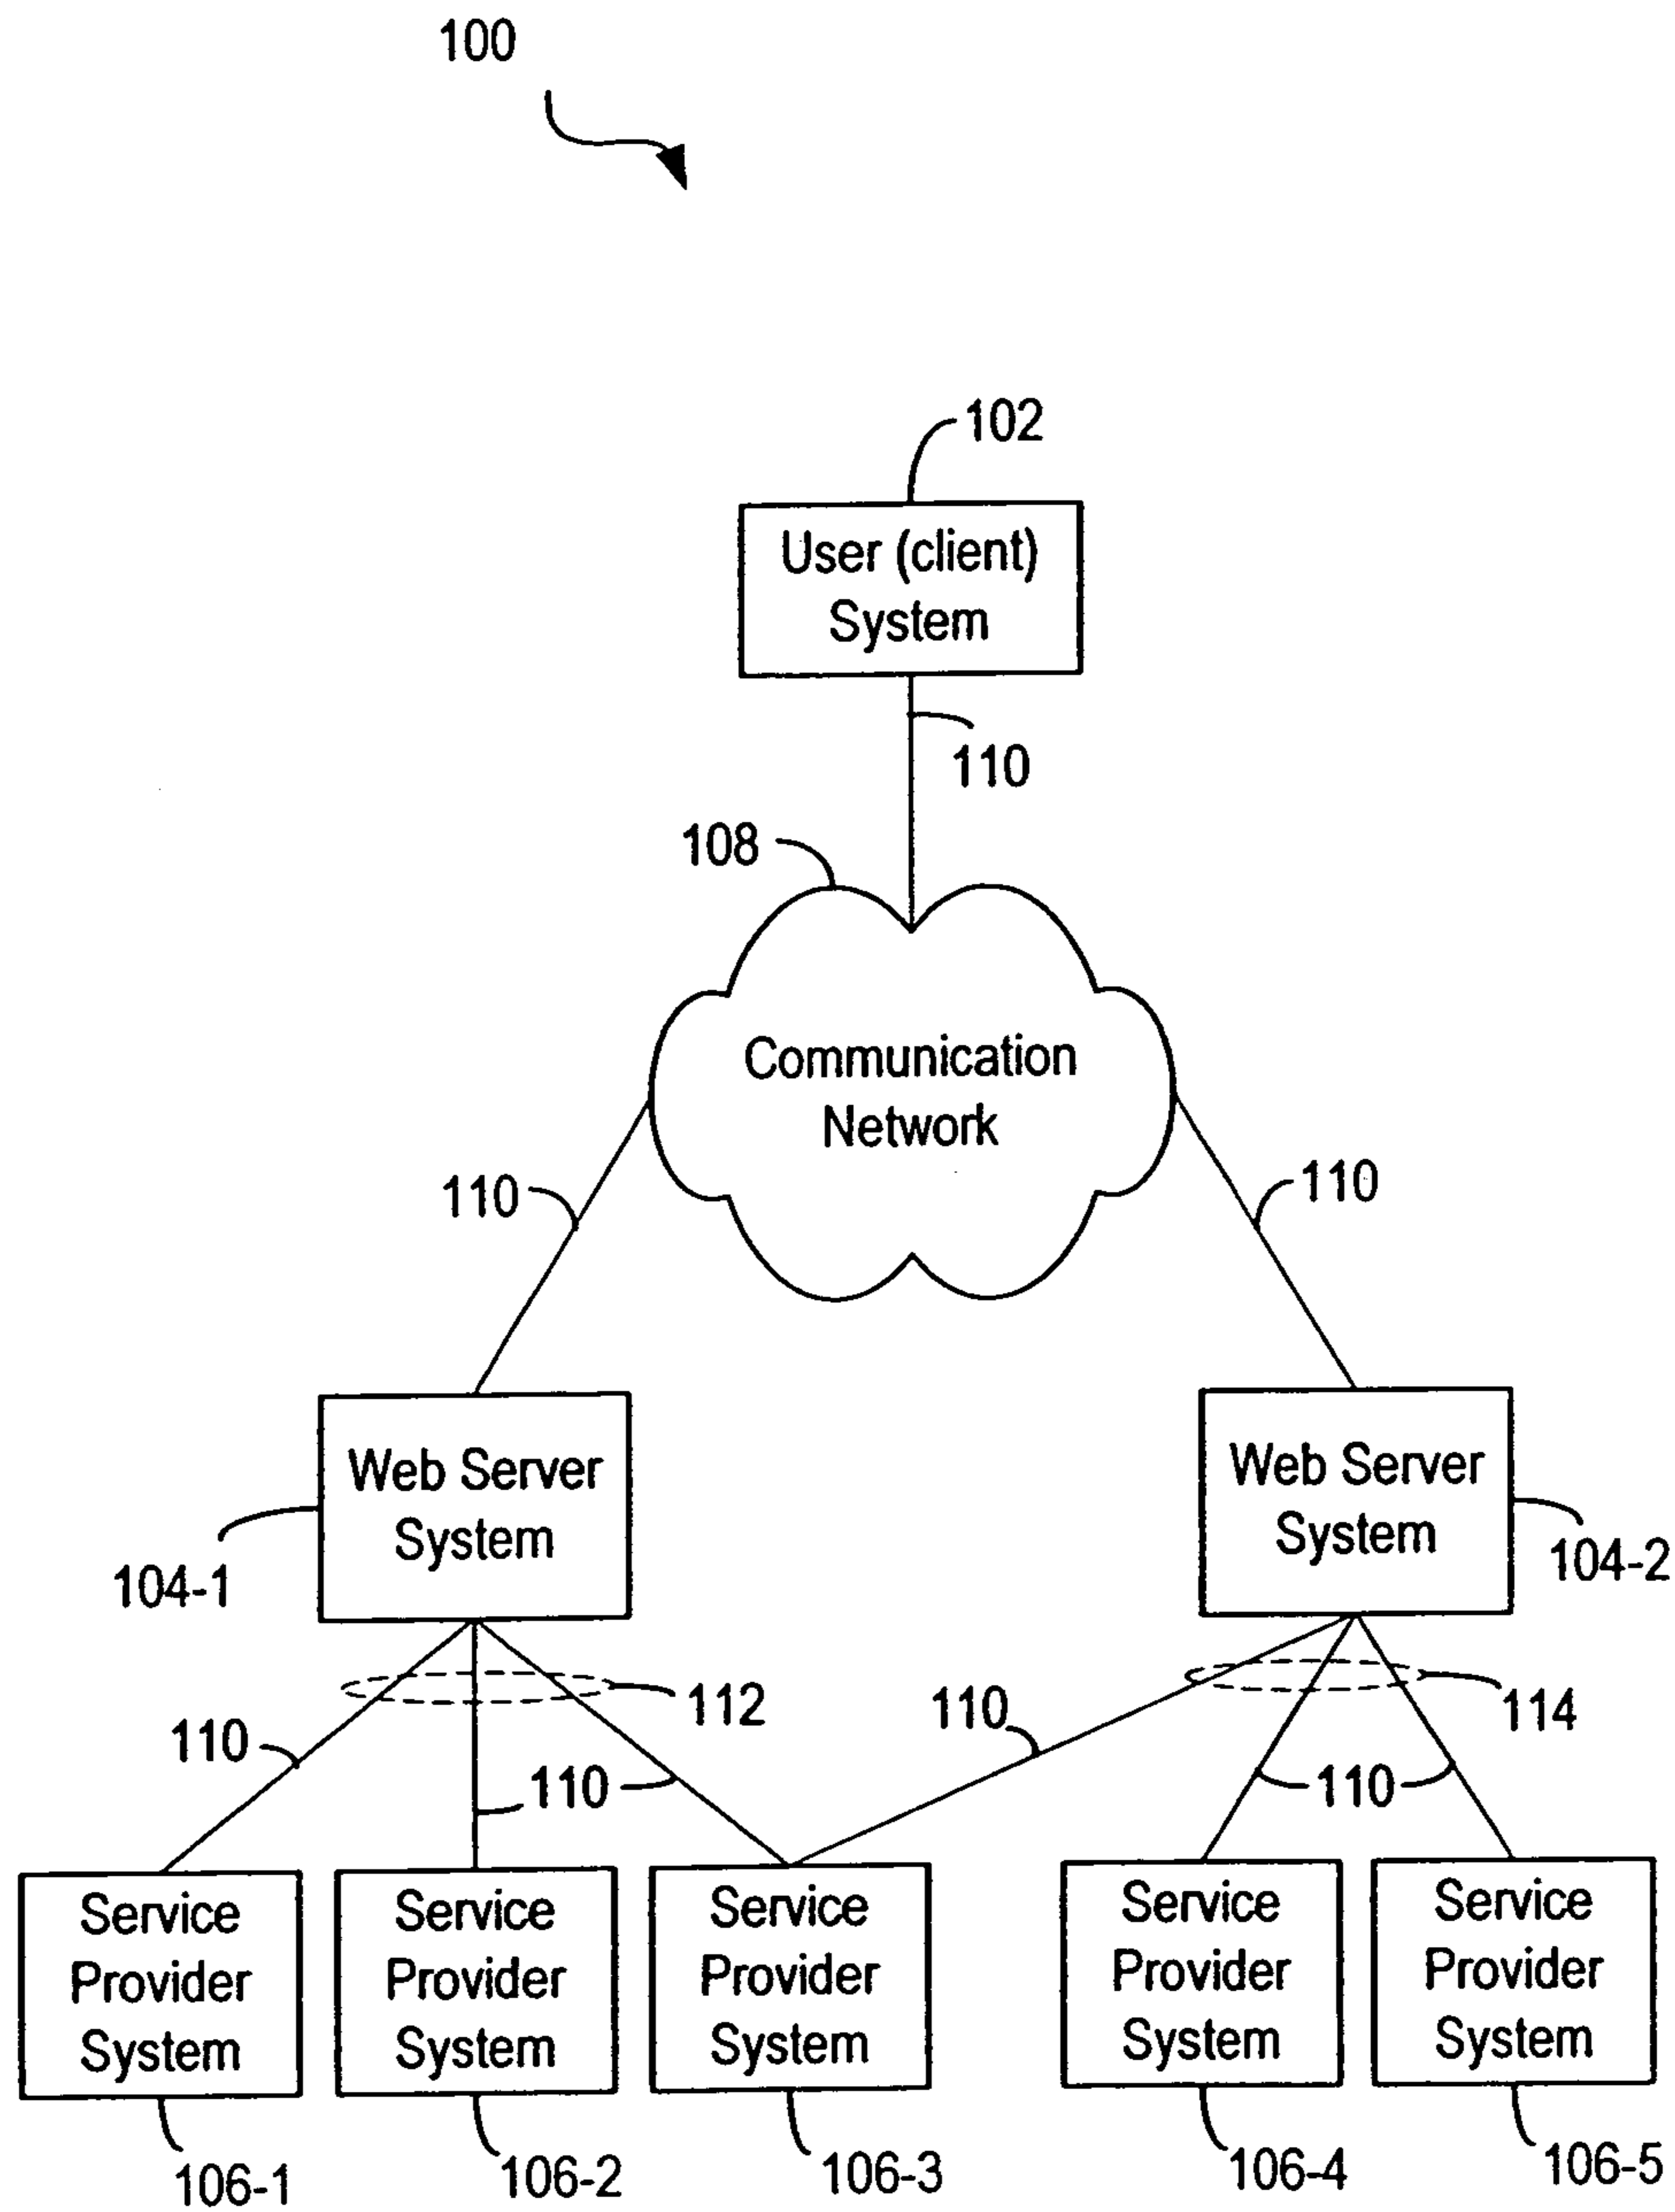 100
102
User (client)
System
110
108
Communication
Network
110
110
Web Server
System
104-1
Web Server
System
104-2
112
114
110
110
110
110
Service
Provider
System
106-1
Service
Provider
System
106-2
Service
Provider
System
106-3
Service
Provider
System
106-4
Service
Provider
System
106-5